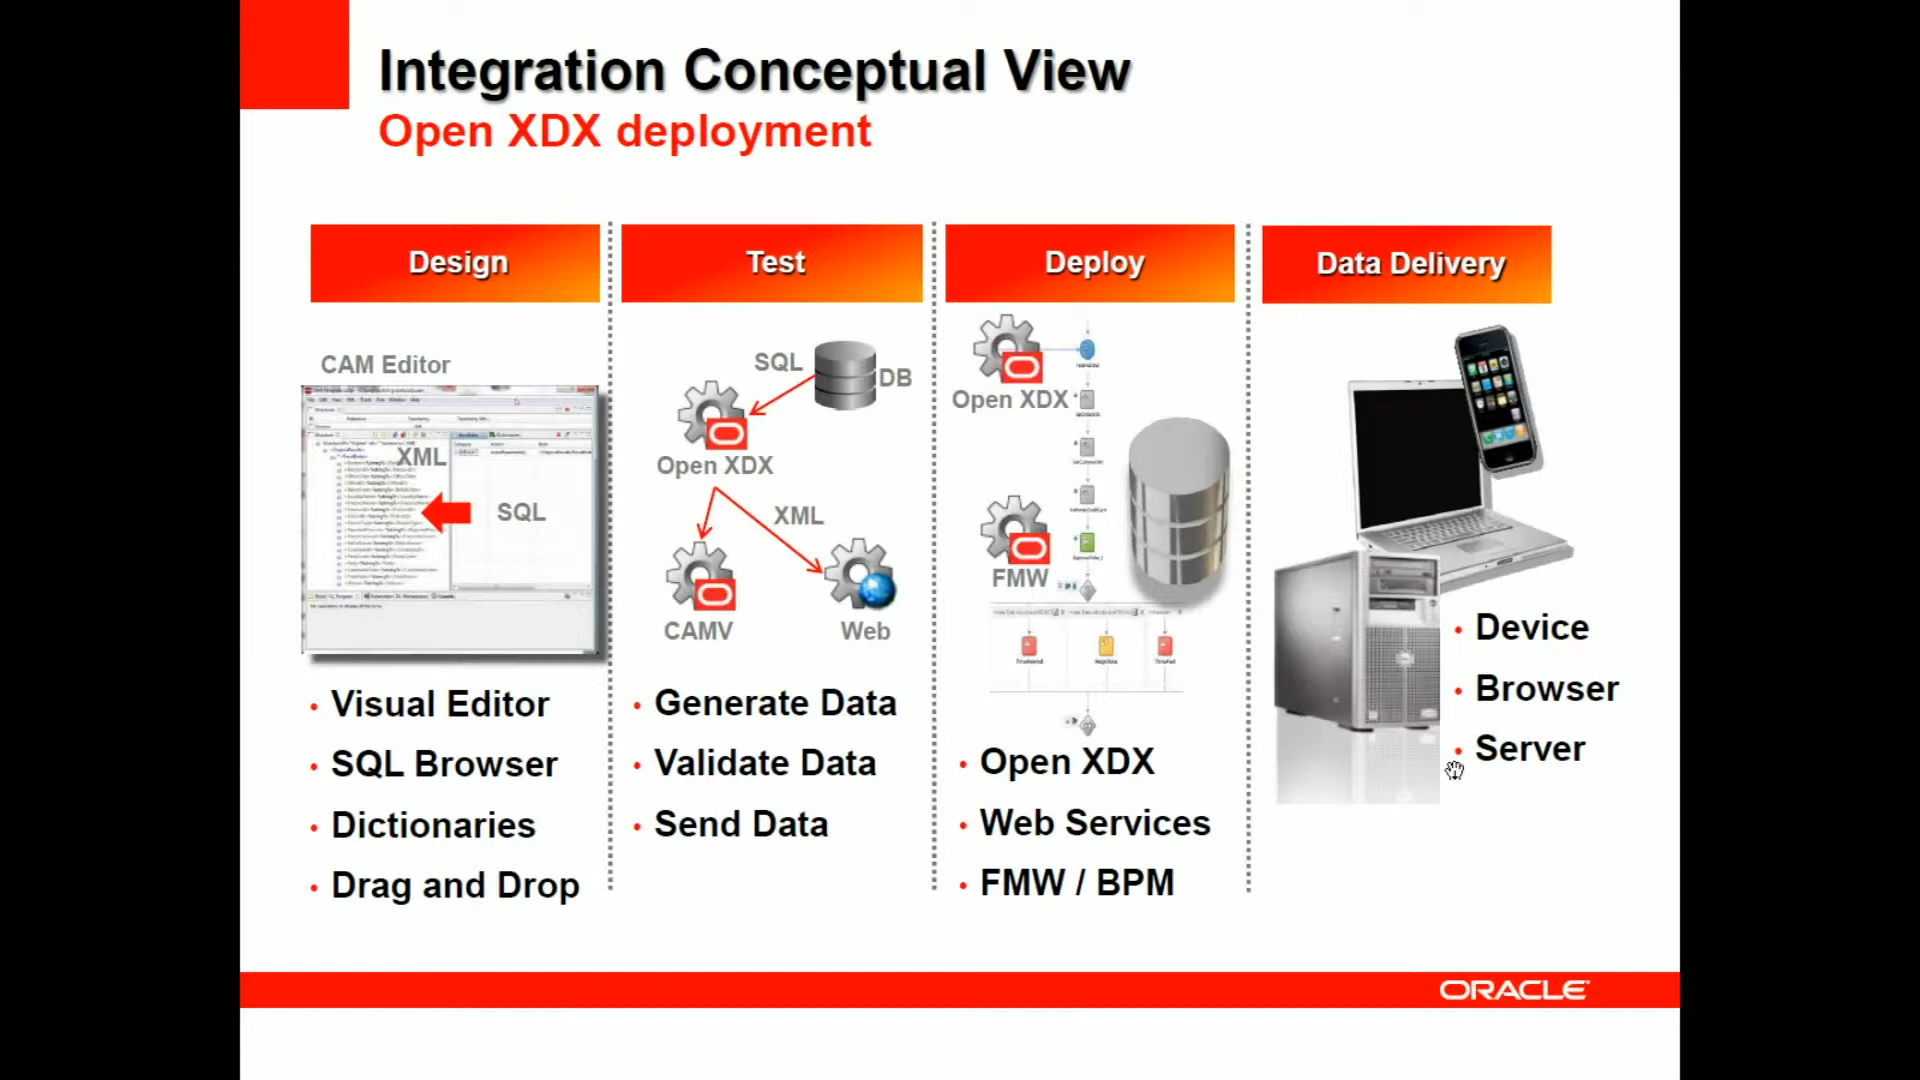 Integration Conceptual View
Open XDX deployment
Design
CAM Editor
XML
SQL
• Visual Editor
• SQL Browser
• Dictionaries
• Drag and Drop
Test
SQL
DB
Open XDX
XML
CAMV
Web
• Generate Data
• Validate Data
• Send Data
Deploy
Open XDX
FMW
• Open XDX
• Web Services
• FMW / BPM
Data Delivery
• Device
• Browser
• Server
ORACLE